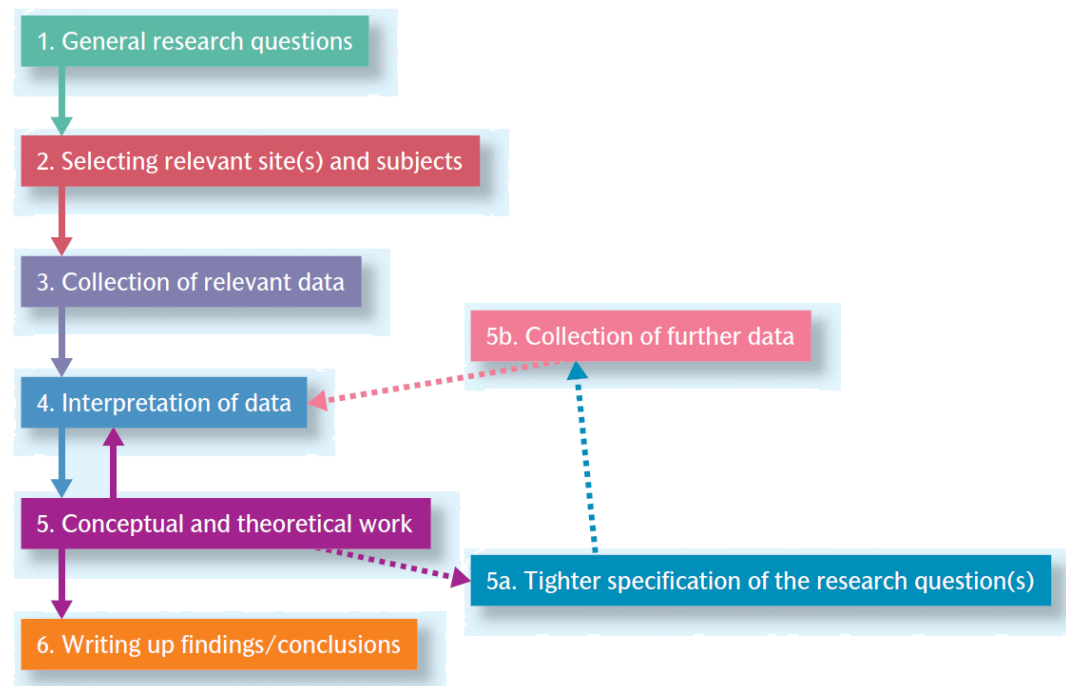 1. General research questions
2. Selecting relevant site(s) and subjects
3. Collection of relevant data
5b. Collection of further data
4. Interpretation of data
5. Conceptual and theoretical work
5a. Tighter specification of the research question(s)
6. Writing up findings/conclusions